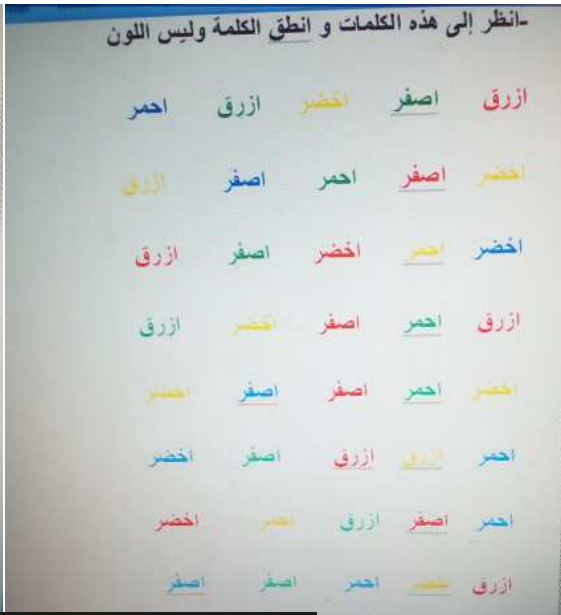 -انظر إلى هذه الكلمات و انطق الكلمة وليس اللون
ازرق اصفر اخضر ازرق احمر
اخضر اصفر احمر اصفر ازرق
اخضر احمر اخضر اصفر ازرق
ازرق احمر اصفر اخضر ازرق
اخضر احمر اصفر اصفر اخضر
احمر ازرق ازرق اصفر اخضر
احمر اصفر ازرق احمر اخضر
ازرق اخضر احمر اصفر اصفر